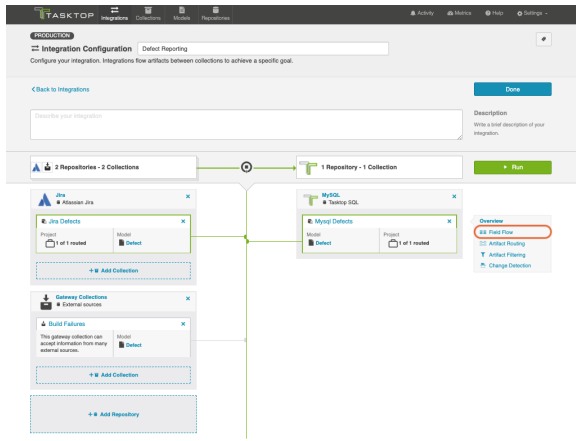 TASKTOP
Integrations
Collections
Models
Repositories
Activity
Metrics
Help
Settings
PRODUCTION
Integration Configuration
Defect Reporting
Configure your integration. Integrations flow artifacts between collections to achieve a specific goal.
Back to Integrations
Done
Describe your integration
Description
Write a brief description of your
integration.
2 Repositories - 2 Collections
1 Repository - 1 Collection
Run
Jira
Atlassian Jira
Jira Defects
Project
1 of 1 routed
Model
Defect
+ Add Collection
MySQL
Tasktop SQL
Mysql Defects
Model
Defect
Project
1 of 1 routed
Overview
Field Flow
Artifact Routing
Artifact Filtering
Change Detection
Gateway Collections
External sources
Build Failures
This gateway collection can
accept information from many
external sources.
Model
Defect
+ Add Collection
+ Add Repository